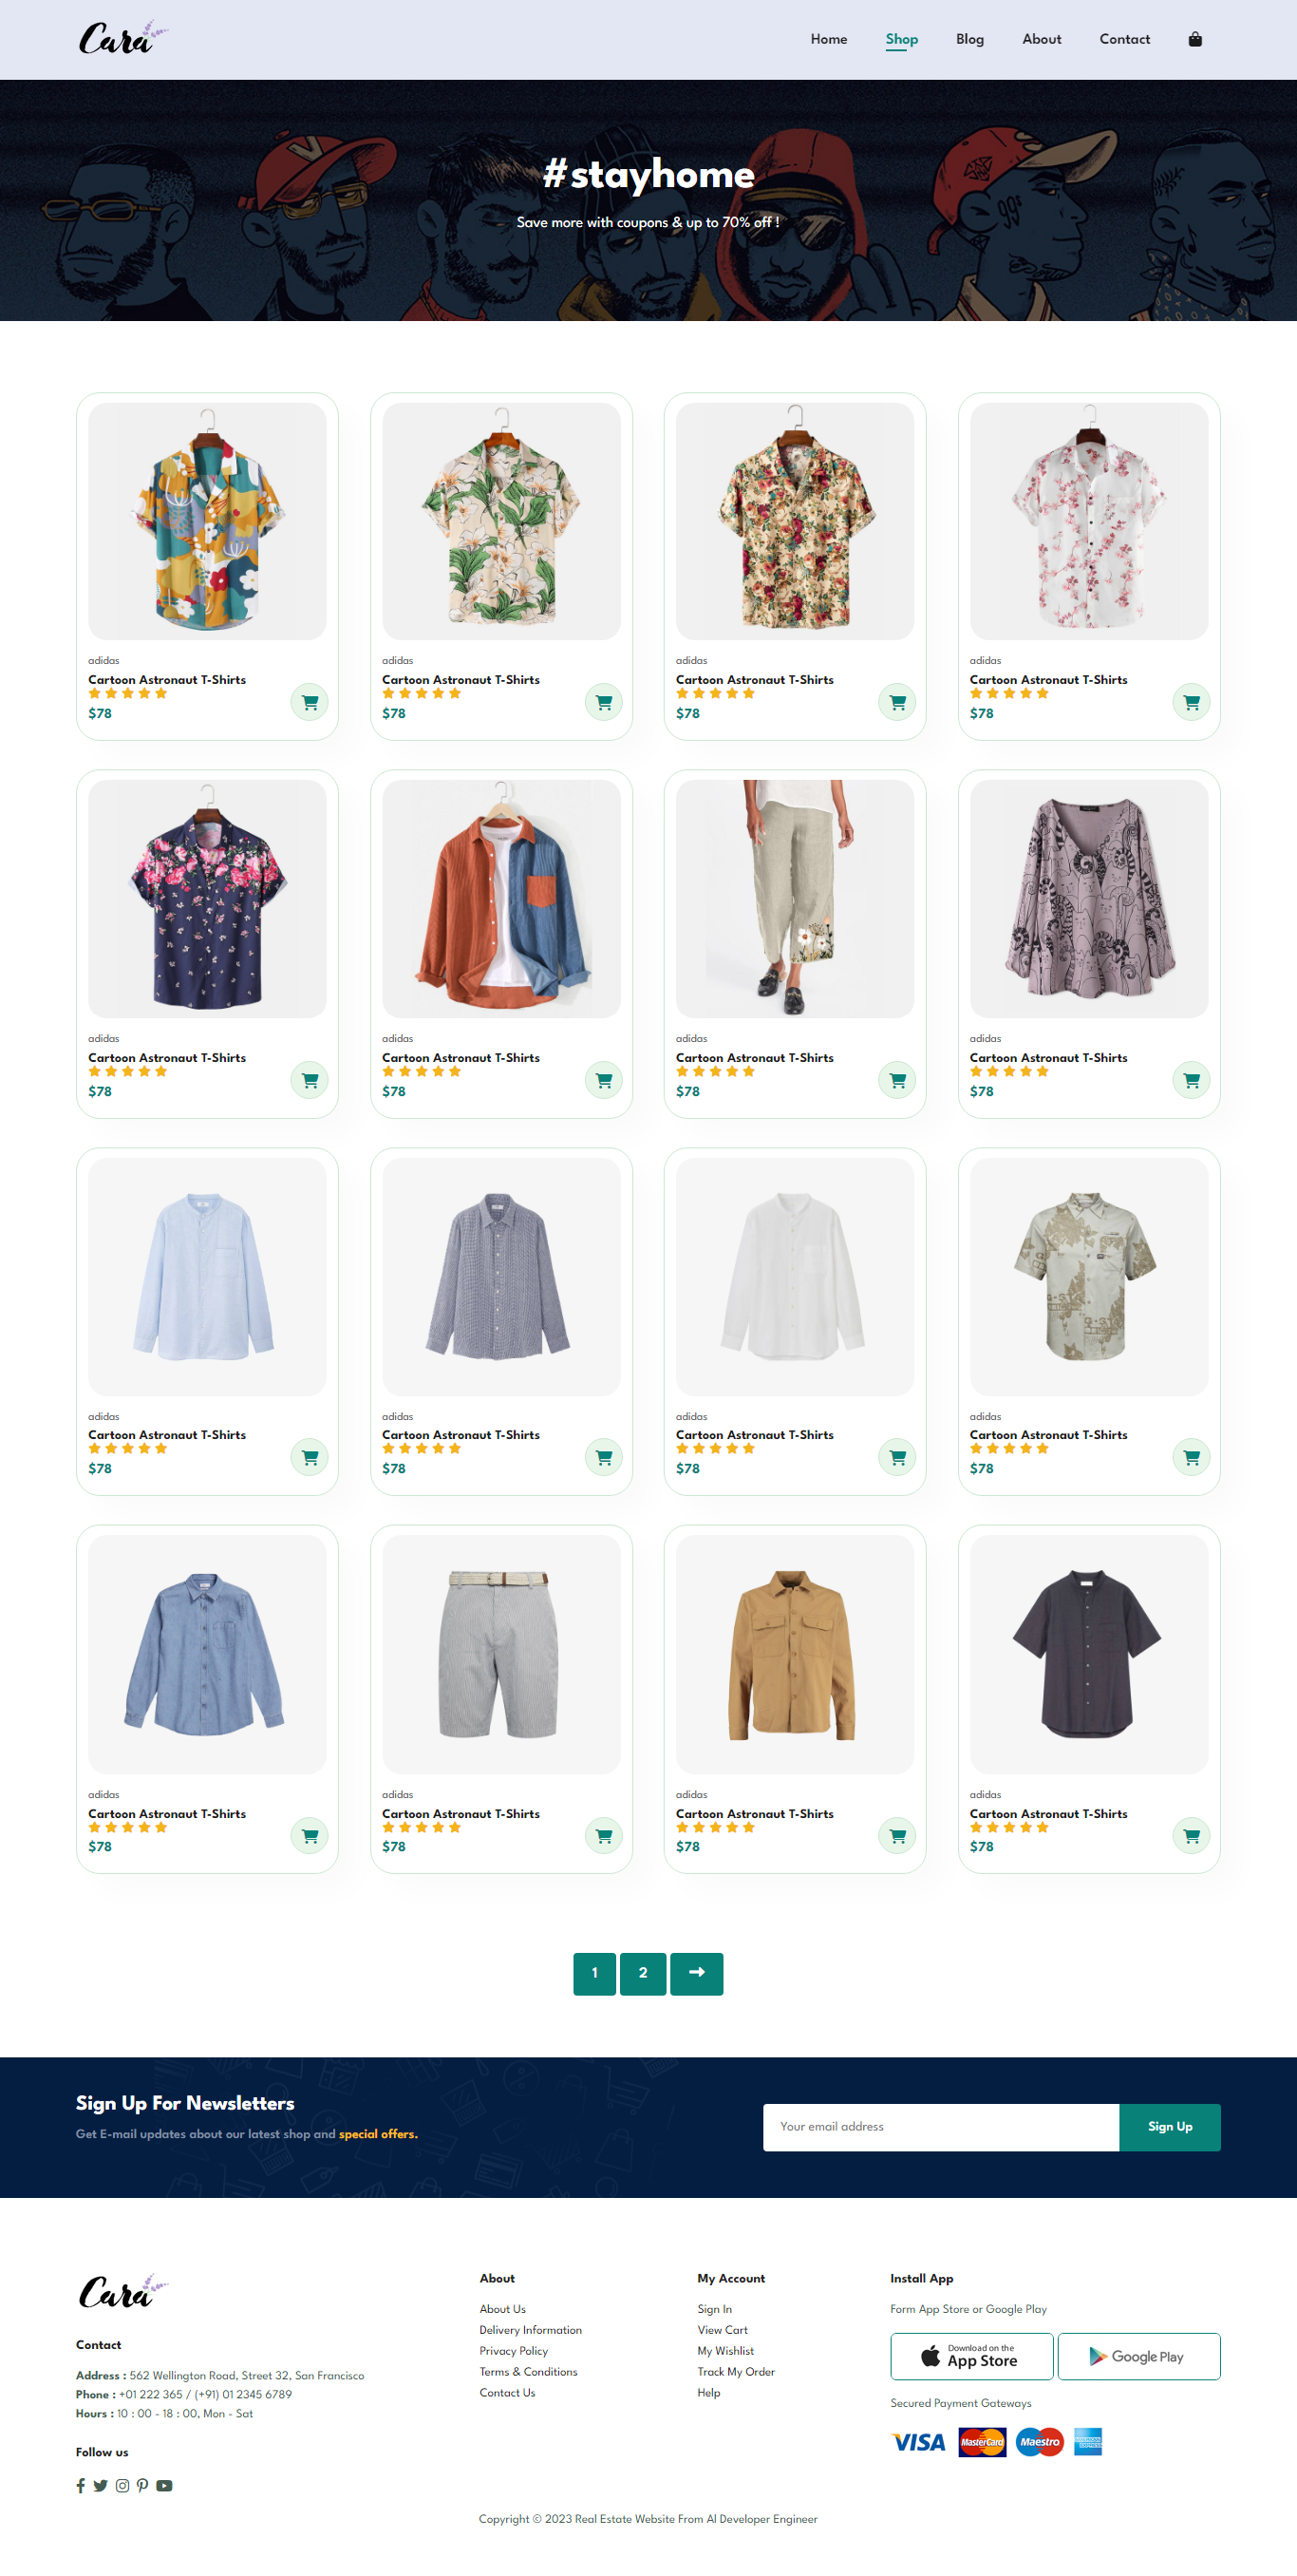 Cara
Home Shop Blog About Contact
#stayhome
Save more with coupons & up to 70% off !
adidas adidas adidas adidas
Cartoon Astronaut T-Shirts Cartoon Astronaut T-Shirts Cartoon Astronaut T-Shirts Cartoon Astronaut T-Shirts
$78 $78 $78 $78
adidas adidas adidas adidas
Cartoon Astronaut T-Shirts Cartoon Astronaut T-Shirts Cartoon Astronaut T-Shirts Cartoon Astronaut T-Shirts
$78 $78 $78 $78
adidas adidas adidas adidas
Cartoon Astronaut T-Shirts Cartoon Astronaut T-Shirts Cartoon Astronaut T-Shirts Cartoon Astronaut T-Shirts
$78 $78 $78 $78
adidas adidas adidas adidas
Cartoon Astronaut T-Shirts Cartoon Astronaut T-Shirts Cartoon Astronaut T-Shirts Cartoon Astronaut T-Shirts
$78 $78 $78 $78
1 2
Sign Up For Newsletters
Get E-mail updates about our latest shop and special offers.
Your email address Sign Up
Cara
Contact
Address : 562 Wellington Road, Street 32, San Francisco
Phone : +01 222 365 / (+91) 01 2345 6789
Hours : 10 : 00 - 18 : 00, Mon - Sat
Follow us
About
About Us
Delivery Information
Privacy Policy
Terms & Conditions
Contact Us
My Account
Sign In
View Cart
My Wishlist
Track My Order
Help
Install App
Form App Store or Google Play
Download on the
App Store
Google Play
Secured Payment Gateways
VISA MasterCard Maestro
Copyright © 2023 Real Estate Website From Al Developer Engineer